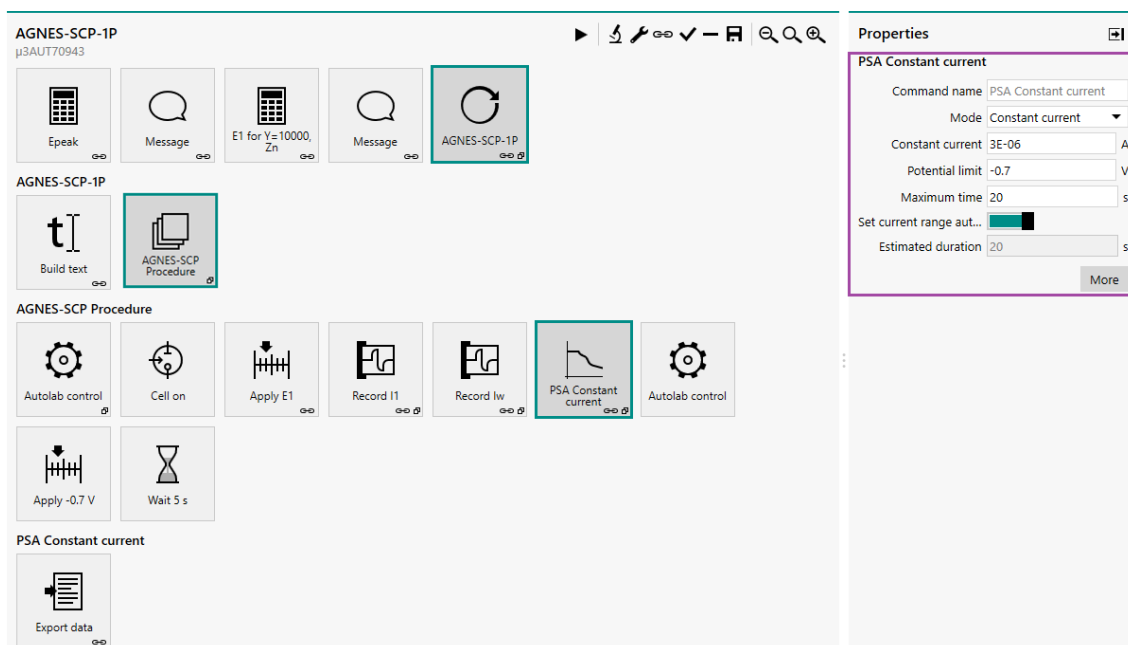 AGNES-SCP-1P
µ3AUT70943
Epeak
Message
E1 for Y=10000,
Zn
Message
AGNES-SCP-1P
AGNES-SCP-1P
t
Build text
AGNES-SCP
Procedure
AGNES-SCP Procedure
Autolab control
Cell on
Apply E1
Record I1
Record Iw
PSA Constant
current
Autolab control
Apply -0.7 V
Wait 5 s
PSA Constant current
Export data
Properties
PSA Constant current
Command name PSA Constant current
Mode Constant current
Constant current 3E-06 A
Potential limit -0.7 V
Maximum time 20 s
Set current range aut...
Estimated duration 20 s
More